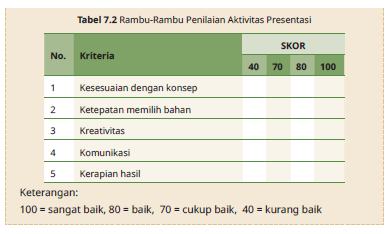 Tabel 7.2 Rambu-Rambu Penilaian Aktivitas Presentasi
No. Kriteria SKOR
40 70 80 100
1 Kesesuaian dengan konsep
2 Ketepatan memilih bahan
3 Kreativitas
4 Komunikasi
5 Kerapian hasil
Keterangan:
100 = sangat baik, 80 = baik, 70 = cukup baik, 40 = kurang baik